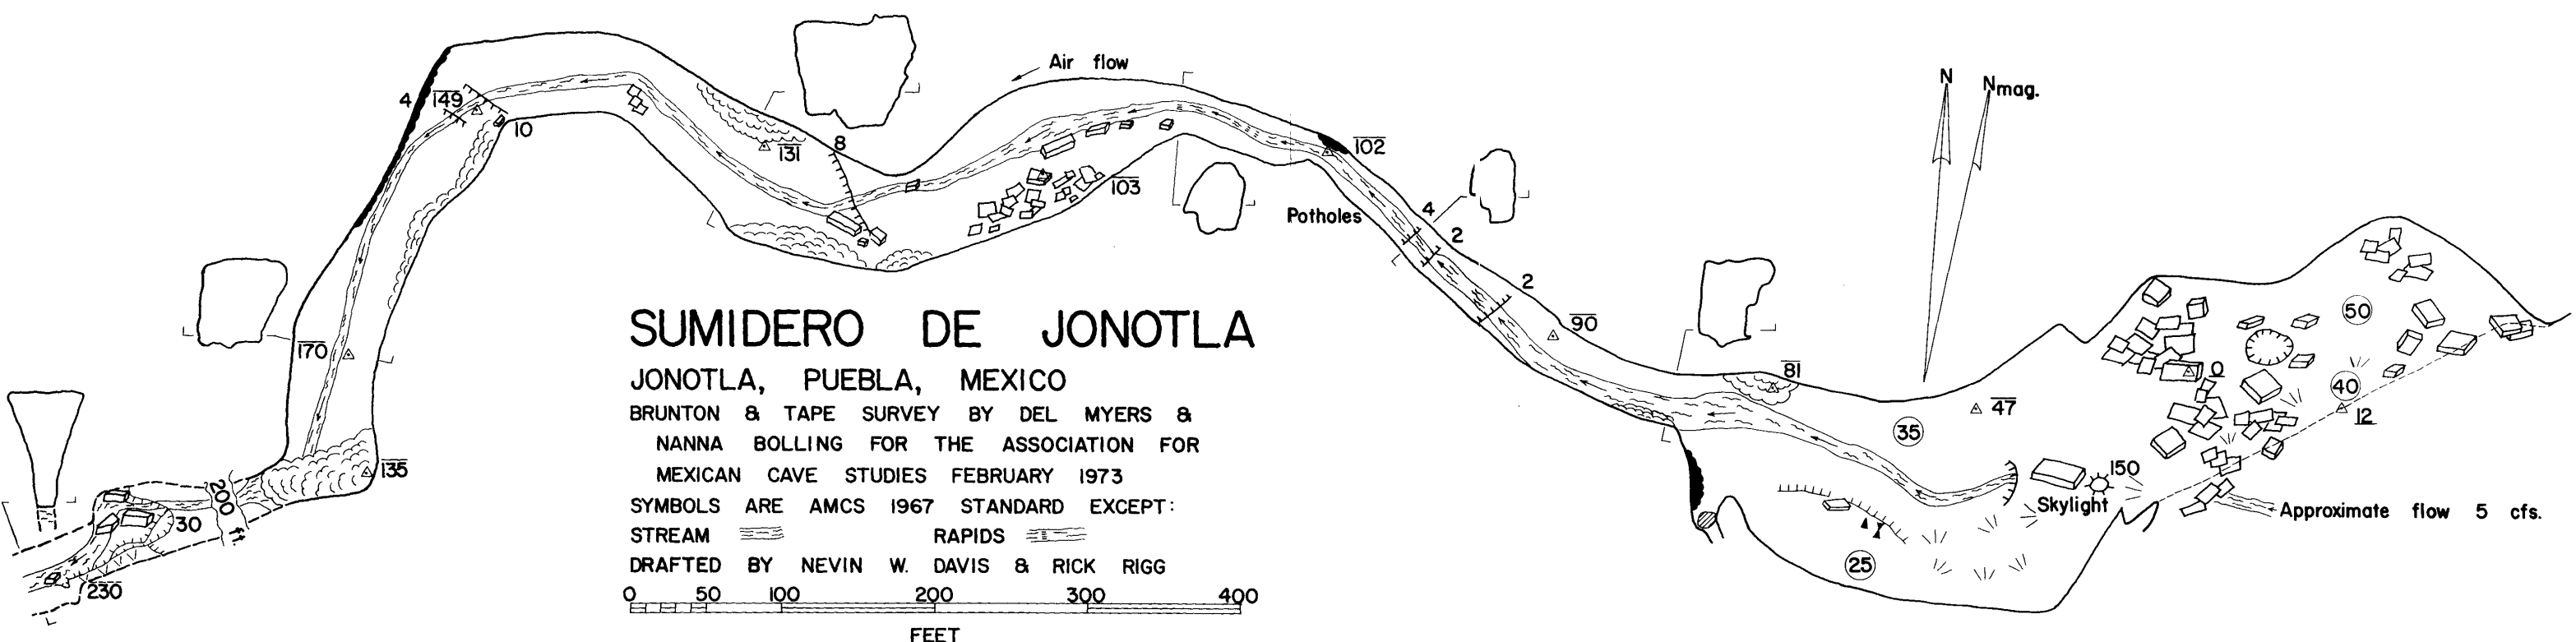 Air flow
N
Nmag.
4
149
10
131
8
103
102
Potholes
4
2
2
90
81
47
35
50
40
0
12
150
Skylight
Approximate flow 5 cfs.
25
170
135
200 ft.
30
230
SUMIDERO DE JONOTLA
JONOTLA, PUEBLA, MEXICO
BRUNTON & TAPE SURVEY BY DEL MYERS &
NANNA BOLLING FOR THE ASSOCIATION FOR
MEXICAN CAVE STUDIES FEBRUARY 1973
SYMBOLS ARE AMCS 1967 STANDARD EXCEPT:
STREAM RAPIDS
DRAFTED BY NEVIN W. DAVIS & RICK RIGG
0 50 100 200 300 400
FEET